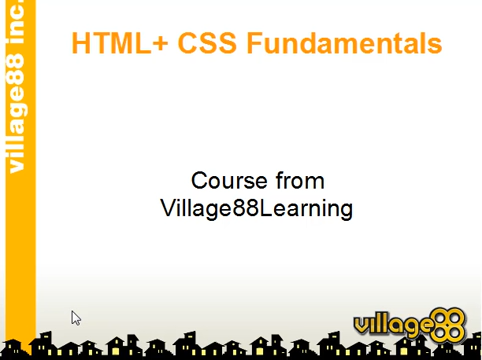 village88 inc.
HTML+ CSS Fundamentals
Course from
Village88Learning
village88